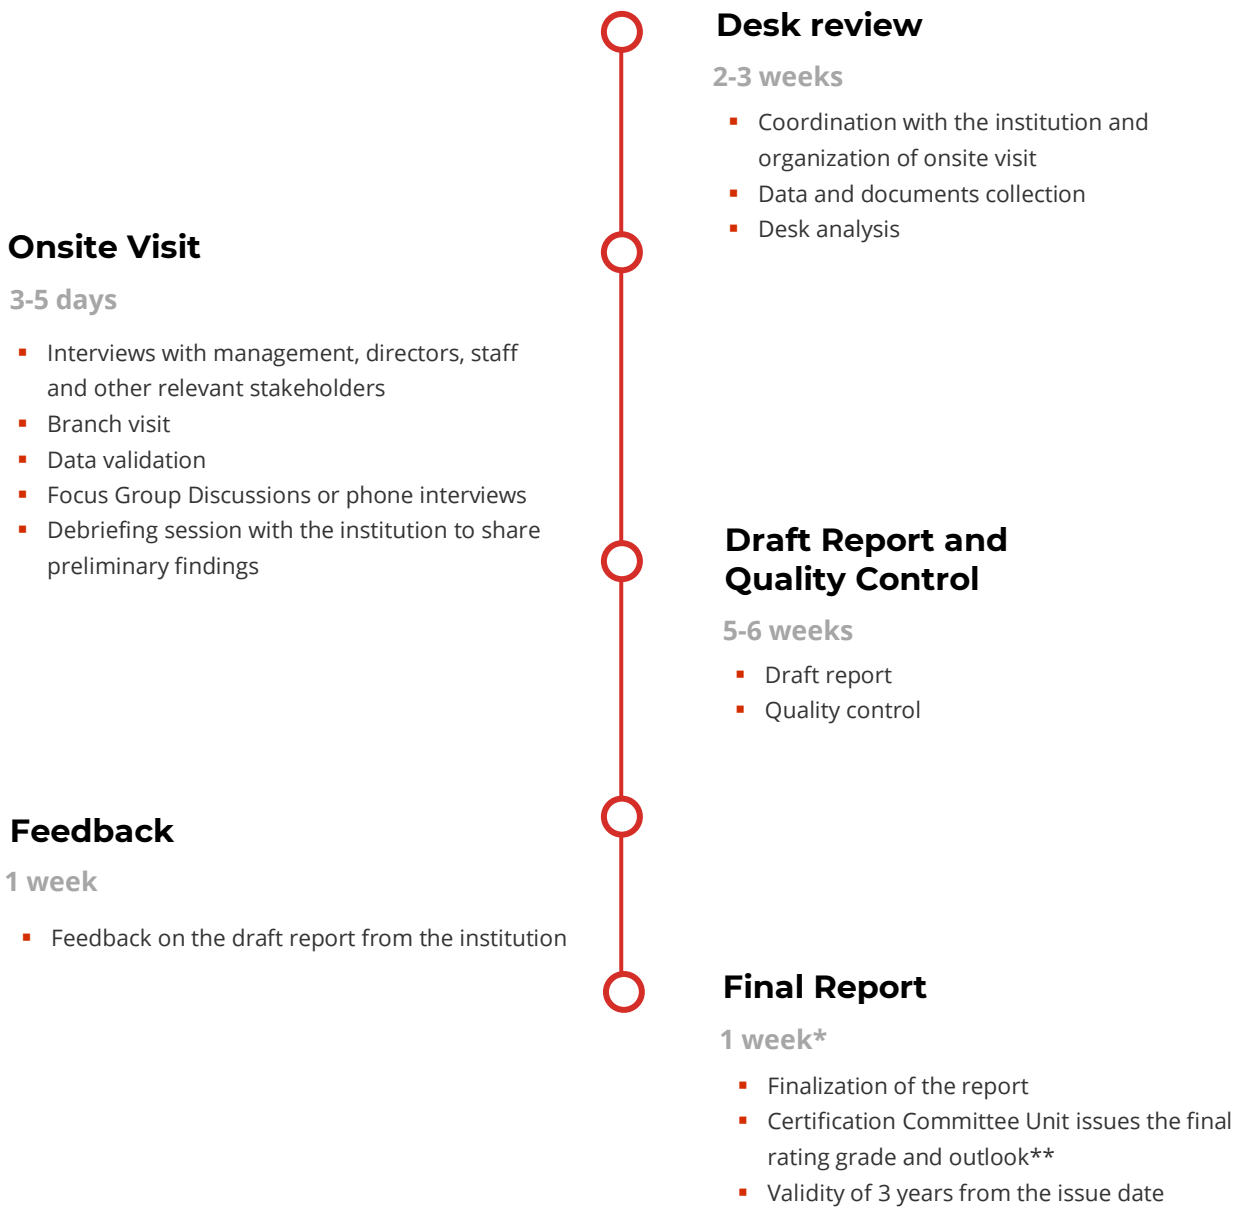 Desk review
2-3 weeks
▪ Coordination with the institution and
organization of onsite visit
▪ Data and documents collection
▪ Desk analysis
Onsite Visit
3-5 days
▪ Interviews with management, directors, staff
and other relevant stakeholders
▪ Branch visit
▪ Data validation
▪ Focus Group Discussions or phone interviews
▪ Debriefing session with the institution to share
preliminary findings
Draft Report and
Quality Control
5-6 weeks
▪ Draft report
▪ Quality control
Feedback
1 week
▪ Feedback on the draft report from the institution
Final Report
1 week*
▪ Finalization of the report
▪ Certification Committee Unit issues the final
rating grade and outlook**
▪ Validity of 3 years from the issue date